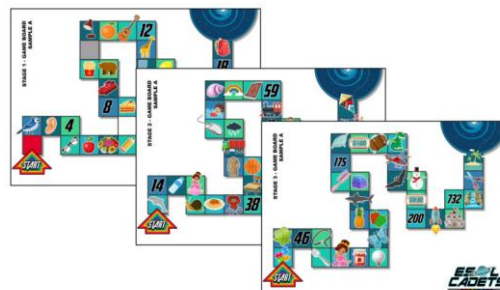 STAGE 1 - GAME BOARD
SAMPLE A
12
18
8
4
START
STAGE 2 - GAME BOARD
SAMPLE A
59
14
38
START
STAGE 3 - GAME BOARD
SAMPLE A
175
732
200
46
START
ESOL
CADETS